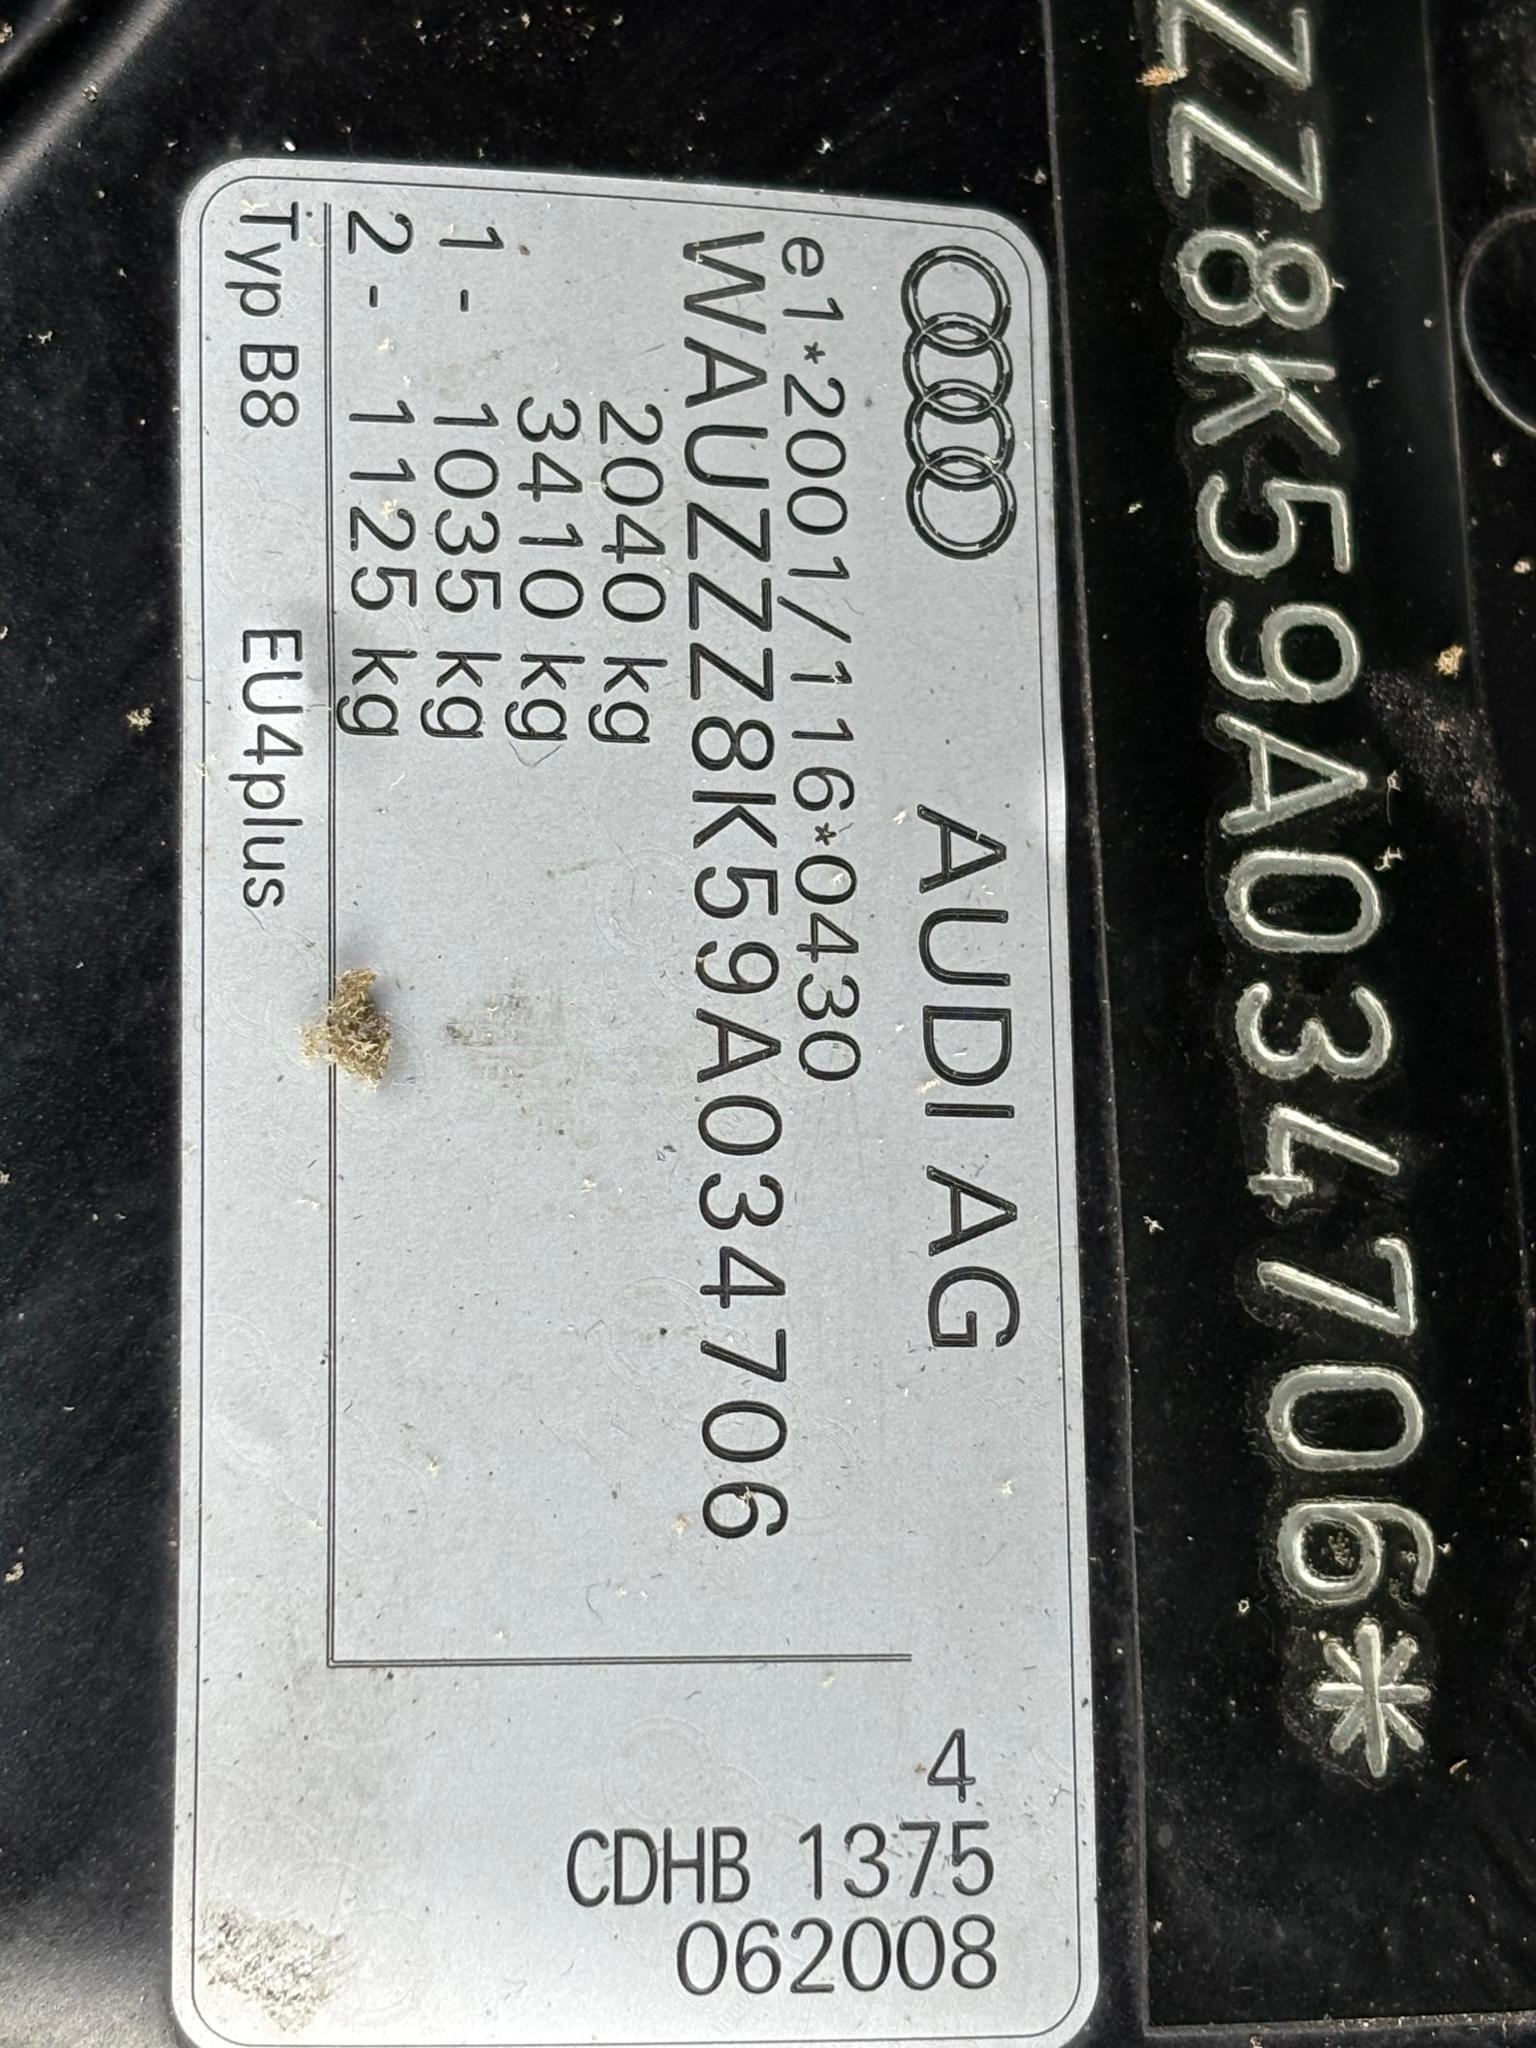 ZZ8K59A034706*
AUDI AG
e1*2001/116*0430
WAUZZZ8K59A034706
2040 kg
3410 kg
1- 1035 kg
2- 1125 kg
Typ B8 EU4plus
4
CDHB 1375
062008